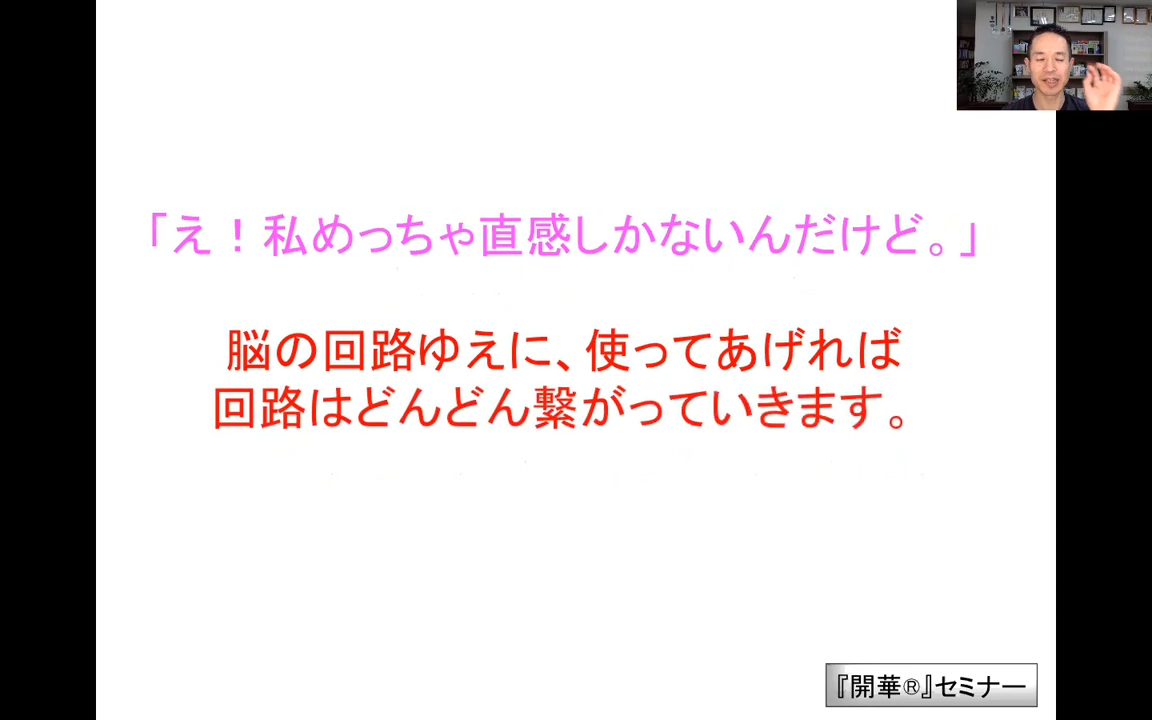 「え！私めっちゃ直感しかないんだけど。」
脳の回路ゆえに、使ってあげれば
回路はどんどん繋がっていきます。
『開華®』セミナー